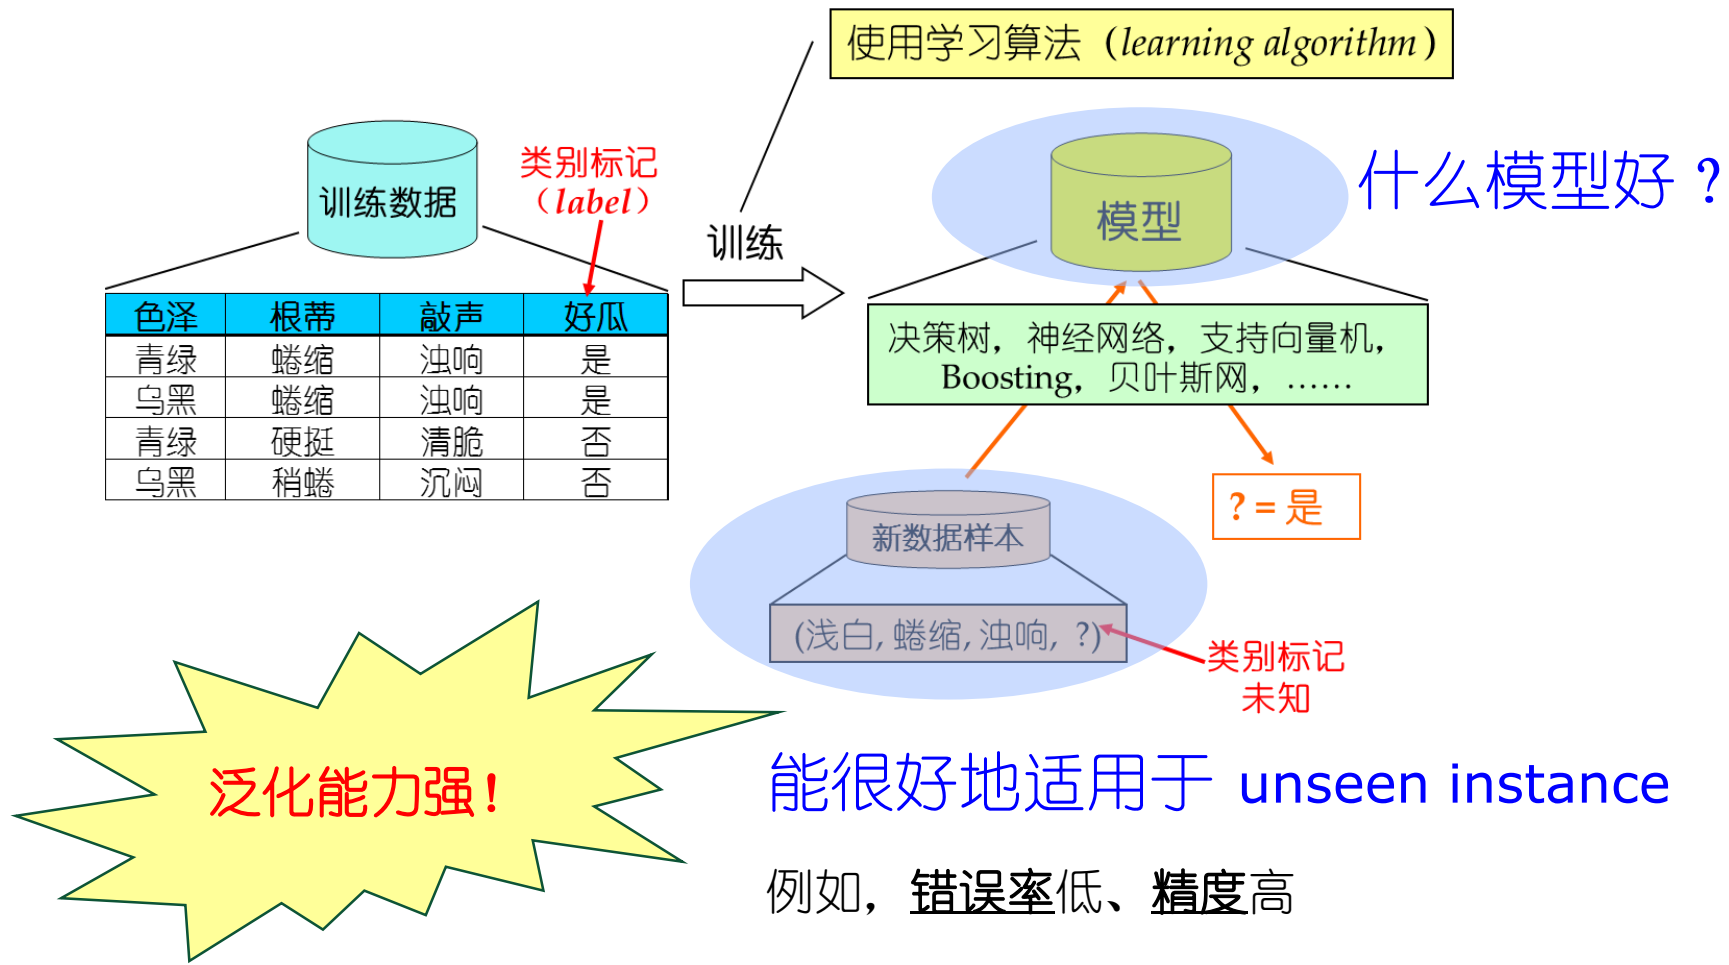 使用学习算法（learning algorithm）
训练数据
类别标记
（label）
训练
模型
什么模型好？
色泽 根蒂 敲声 好瓜
青绿 蜷缩 浊响 是
乌黑 蜷缩 浊响 是
青绿 硬挺 清脆 否
乌黑 稍蜷 沉闷 否
决策树，神经网络，支持向量机，
Boosting，贝叶斯网，……
? = 是
新数据样本
(浅白, 蜷缩, 浊响, ?)
类别标记
未知
泛化能力强！
能很好地适用于 unseen instance
例如，错误率低、精度高